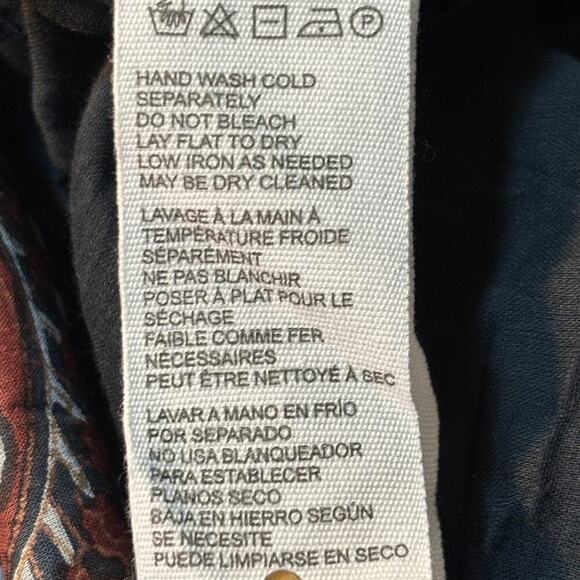 P
HAND WASH COLD
SEPARATELY
DO NOT BLEACH
LAY FLAT TO DRY
LOW IRON AS NEEDED
MAY BE DRY CLEANED
LAVAGE À LA MAIN À
TEMPÉRATURE FROIDE
SÉPARÉMENT
NE PAS BLANCHIR
POSER À PLAT POUR LE
SÉCHAGE
FAIBLE COMME FER
NÉCESSAIRES
PEUT ÊTRE NETTOYÉ À SEC
LAVAR A MANO EN FRÍO
POR SEPARADO
NO USA BLANQUEADOR
PARA ESTABLECER
PLANOS SECO
BAJA EN HIERRO SEGÚN
SE NECESITE
PUEDE LIMPIARSE EN SECO